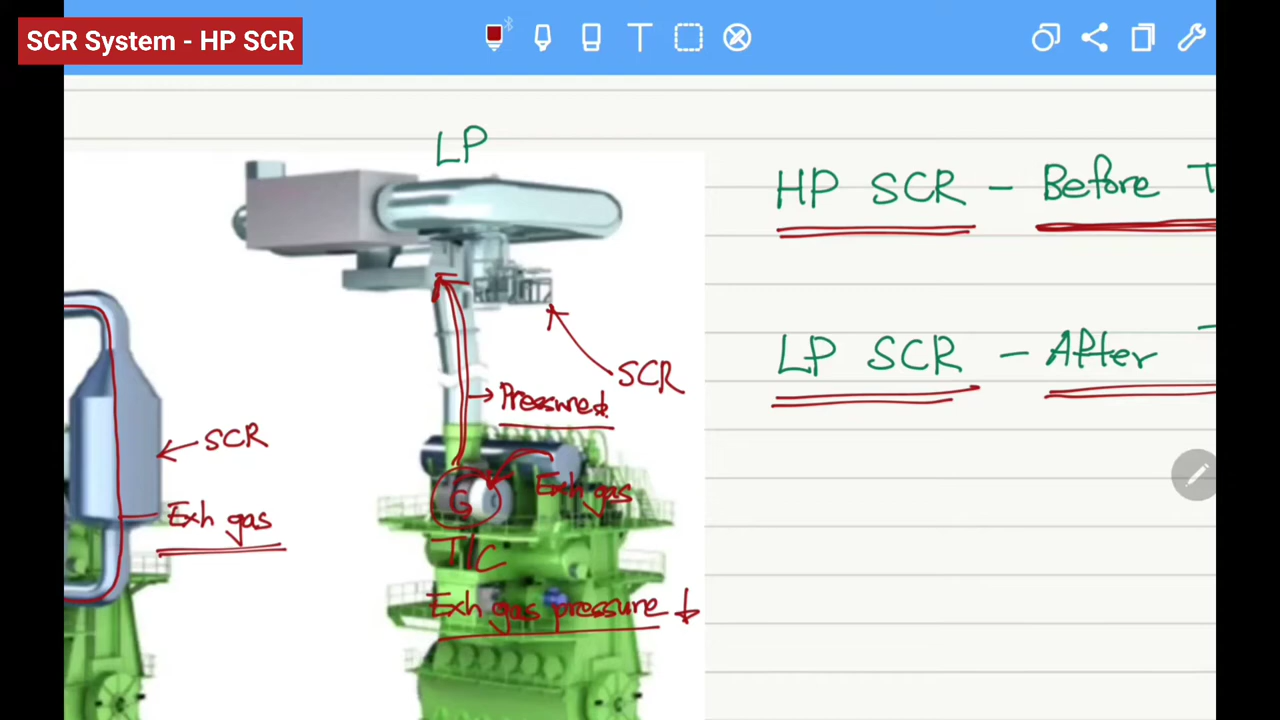 SCR System - HP SCR
T
LP
HP SCR - Before T
LP SCR - After T
SCR
Pressure↓
SCR
Exh gas
Exh gas
G
T/C
Exh gas pressure ↓